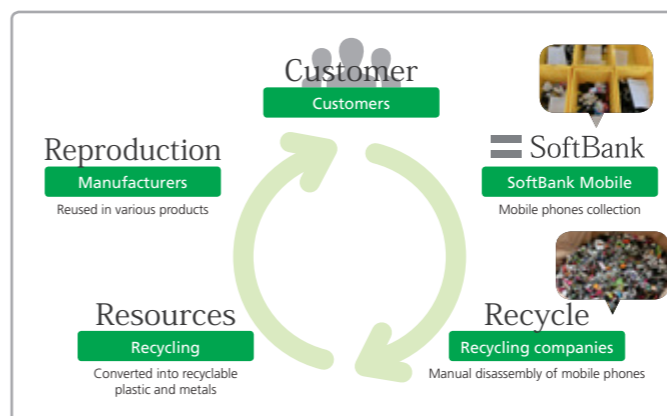 Customer
Customers
SoftBank
SoftBank Mobile
Mobile phones collection
Recycle
Recycling companies
Manual disassembly of mobile phones
Resources
Recycling
Converted into recyclable
plastic and metals
Reproduction
Manufacturers
Reused in various products